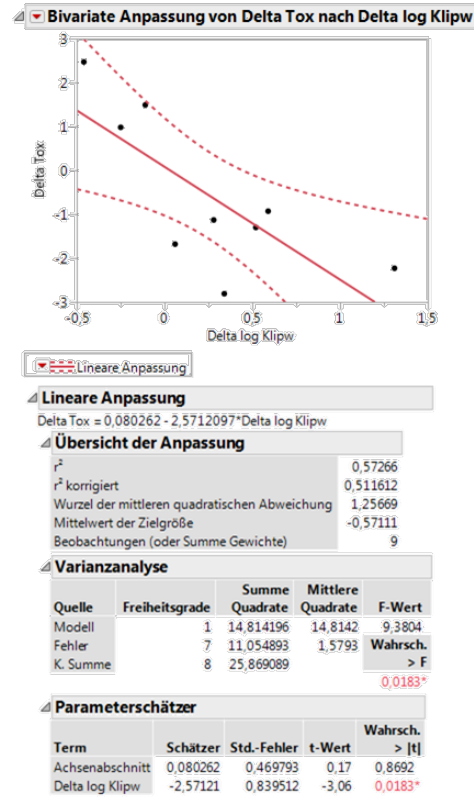 Bivariate Anpassung von Delta Tox nach Delta log Klipw
3
2
1
0
-1
-2
-3
Delta Tox
-0,5 0 0,5 1 1,5
Delta log Klipw
Lineare Anpassung
Lineare Anpassung
Delta Tox = 0,080262 - 2,5712097*Delta log Klipw
Übersicht der Anpassung
r² 0,57266
r² korrigiert 0,511612
Wurzel der mittleren quadratischen Abweichung 1,25669
Mittelwert der Zielgröße -0,57111
Beobachtungen (oder Summe Gewichte) 9
Varianzanalyse
Summe Mittlere
Quelle Freiheitsgrade Quadrate Quadrate F-Wert
Modell 1 14,814196 14,8142 9,3804
Fehler 7 11,054893 1,5793 Wahrsch.
K. Summe 8 25,869089 > F
0,0183*
Parameterschätzer
Wahrsch.
Term Schätzer Std.-Fehler t-Wert > |t|
Achsenabschnitt 0,080262 0,469793 0,17 0,8692
Delta log Klipw -2,57121 0,839512 -3,06 0,0183*